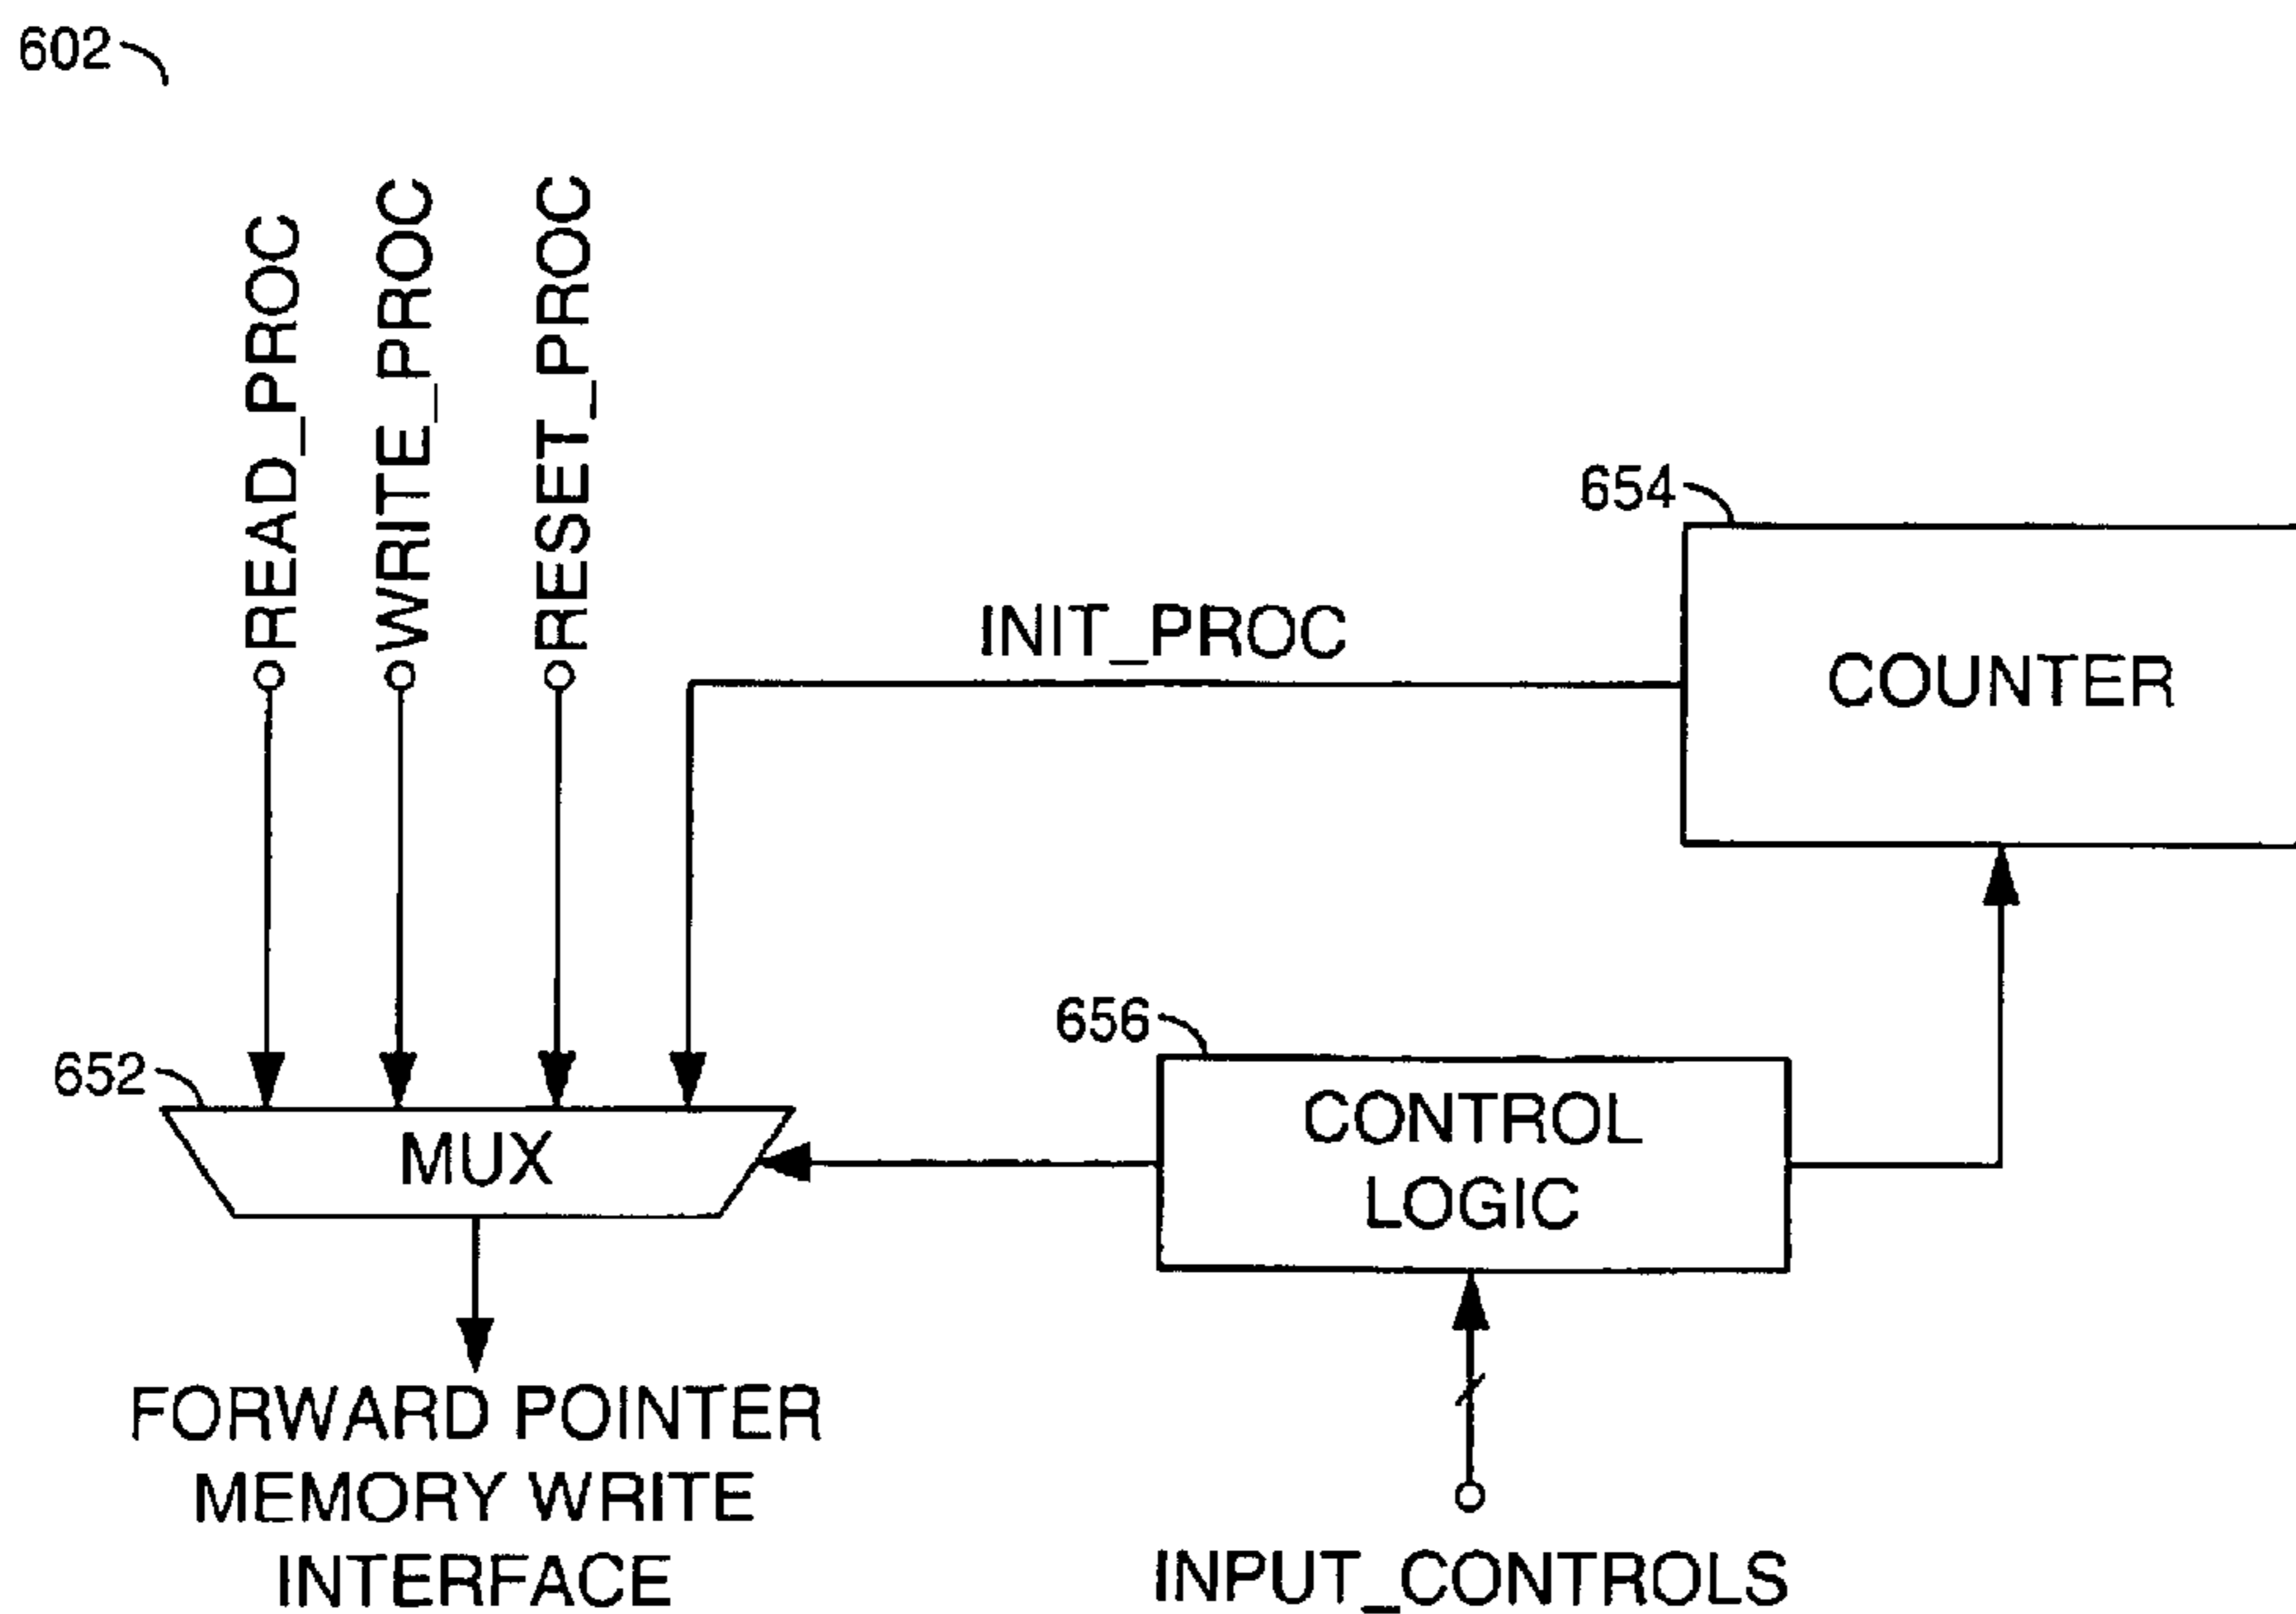 602
READ_PROC
WRITE_PROC
RESET_PROC
654
INIT_PROC
COUNTER
656
652
CONTROL
LOGIC
MUX
FORWARD POINTER
MEMORY WRITE
INTERFACE
INPUT_CONTROLS